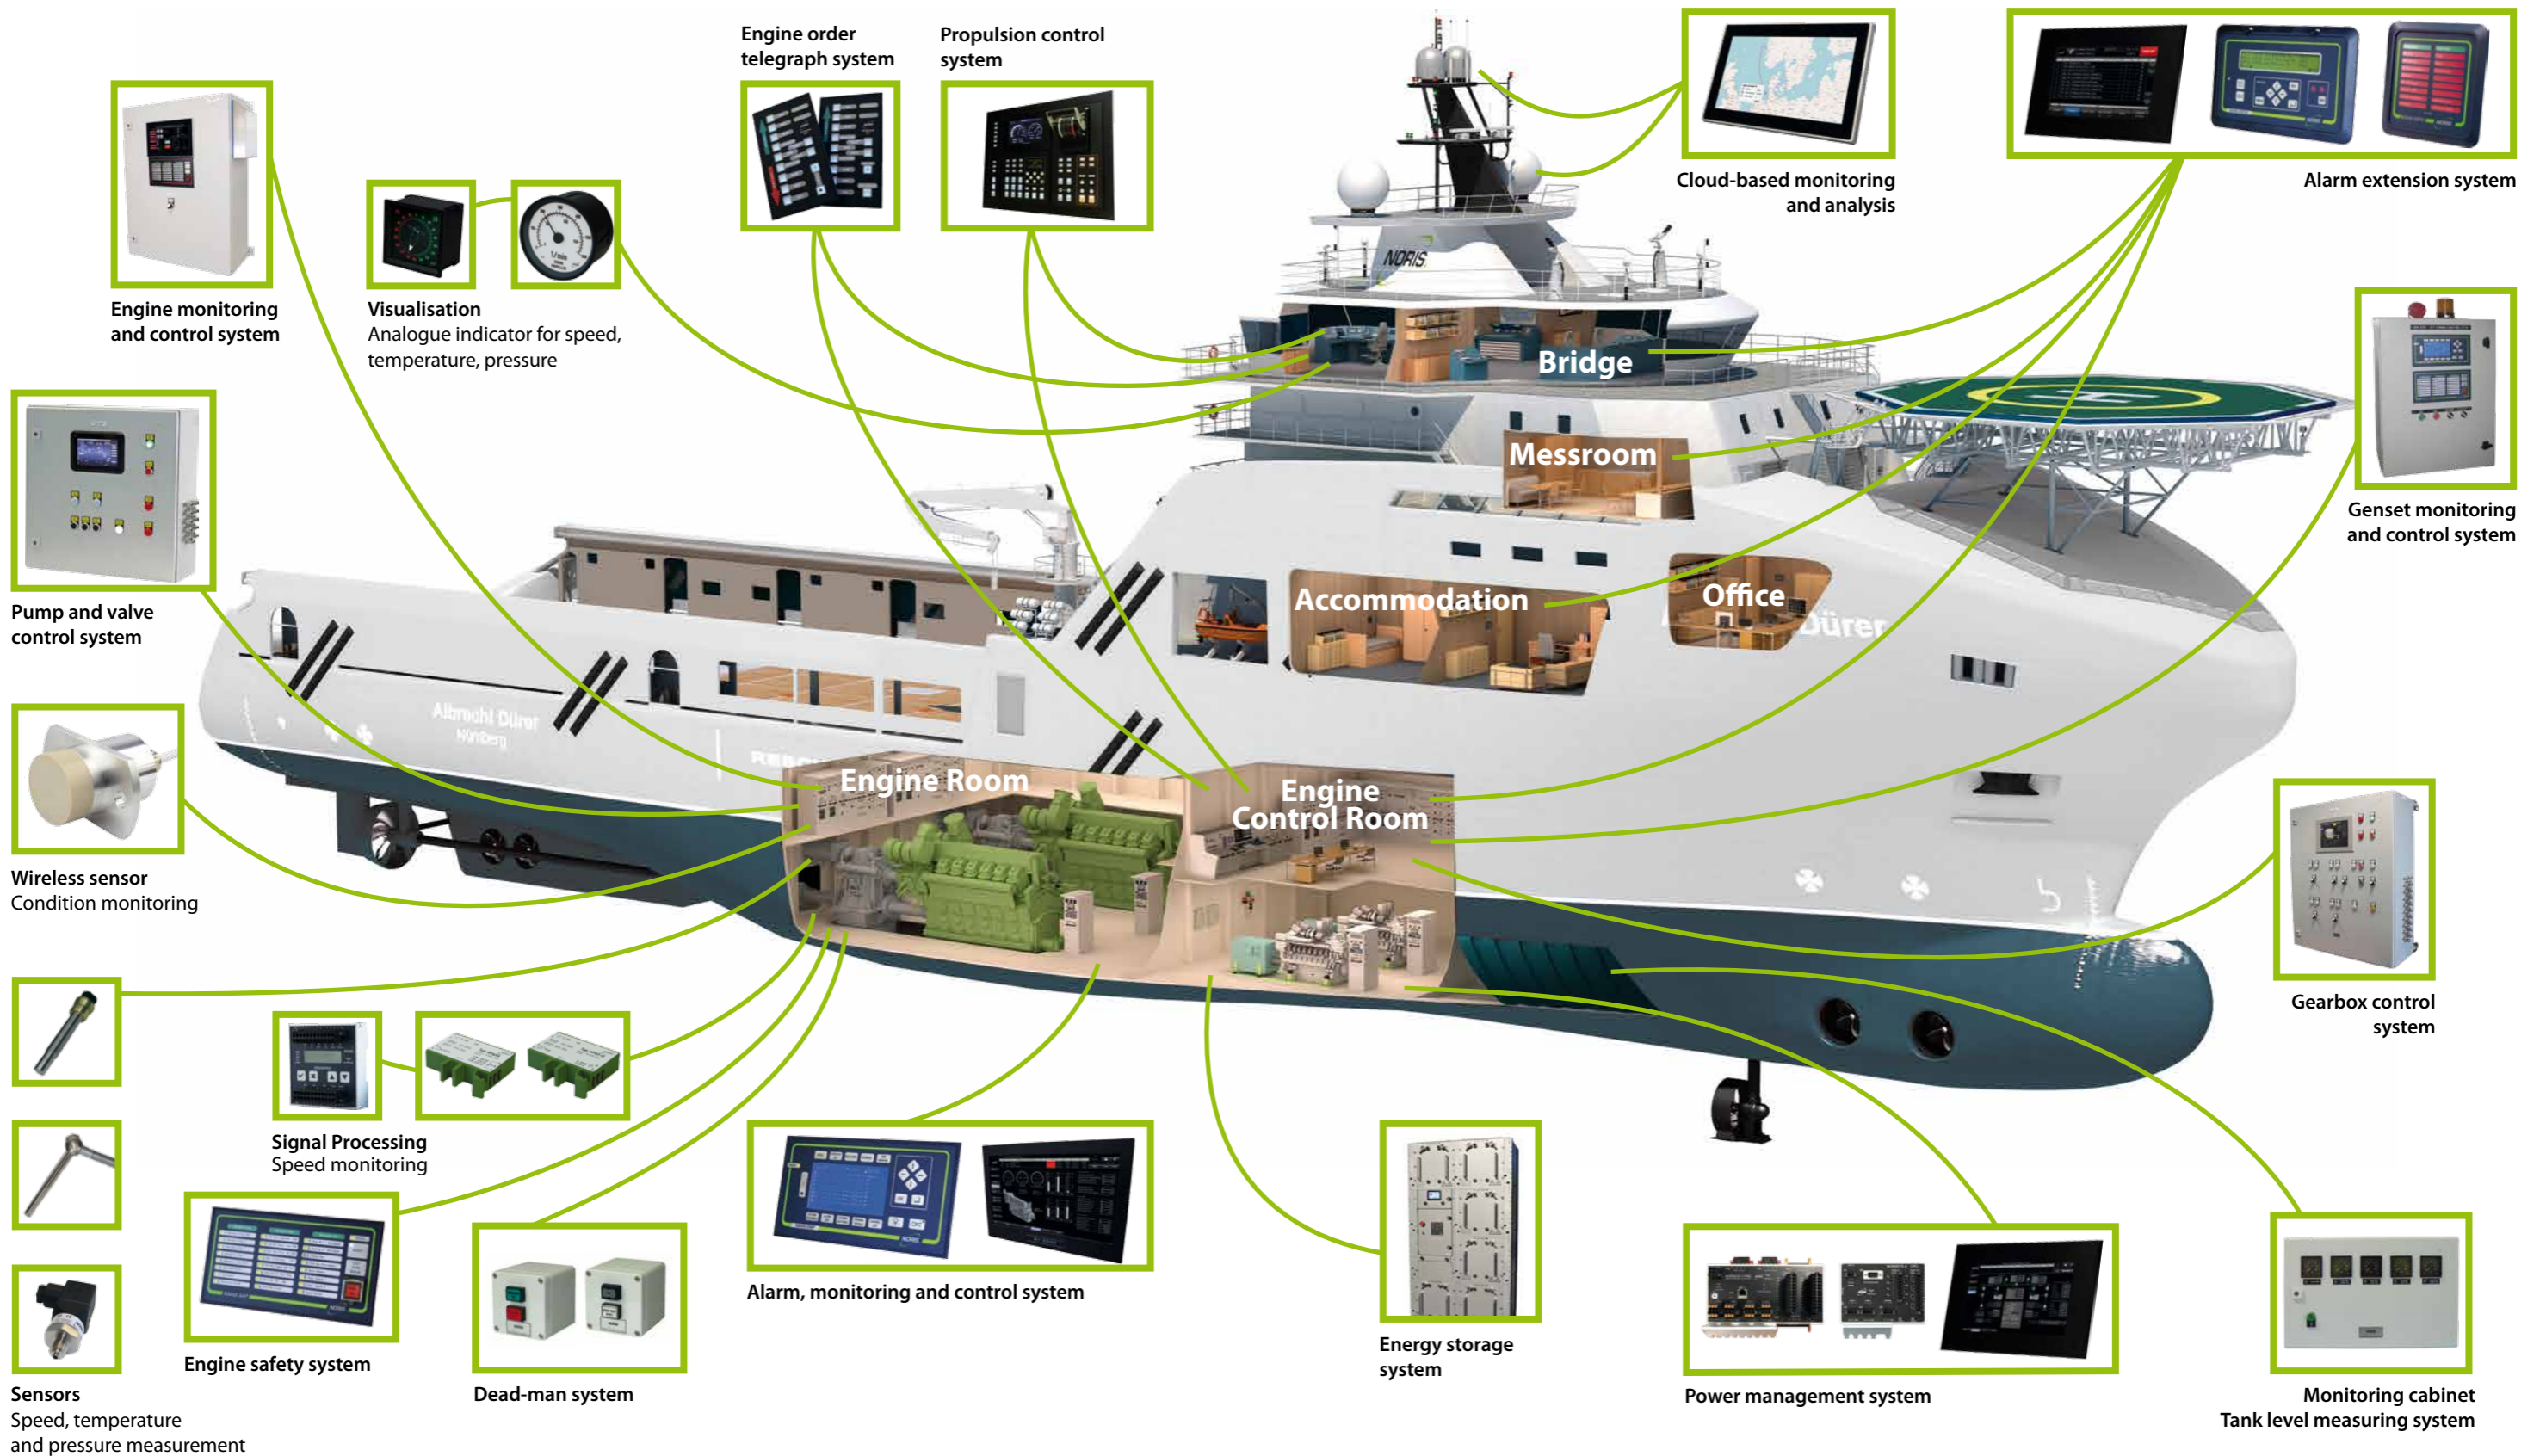 Engine order
telegraph system
Propulsion control
system
Cloud-based monitoring
and analysis
Alarm extension system
Engine monitoring
and control system
Visualisation
Analogue indicator for speed,
temperature, pressure
1/min
NORIS
Bridge
Messroom
Accommodation
Office
Dürer
Genset monitoring
and control system
Pump and valve
control system
Albrecht Dürer
Nürnberg
Engine Room
Engine
Control Room
Wireless sensor
Condition monitoring
Gearbox control
system
Signal Processing
Speed monitoring
Engine safety system
Dead-man system
Alarm, monitoring and control system
Energy storage
system
Power management system
Monitoring cabinet
Tank level measuring system
Sensors
Speed, temperature
and pressure measurement